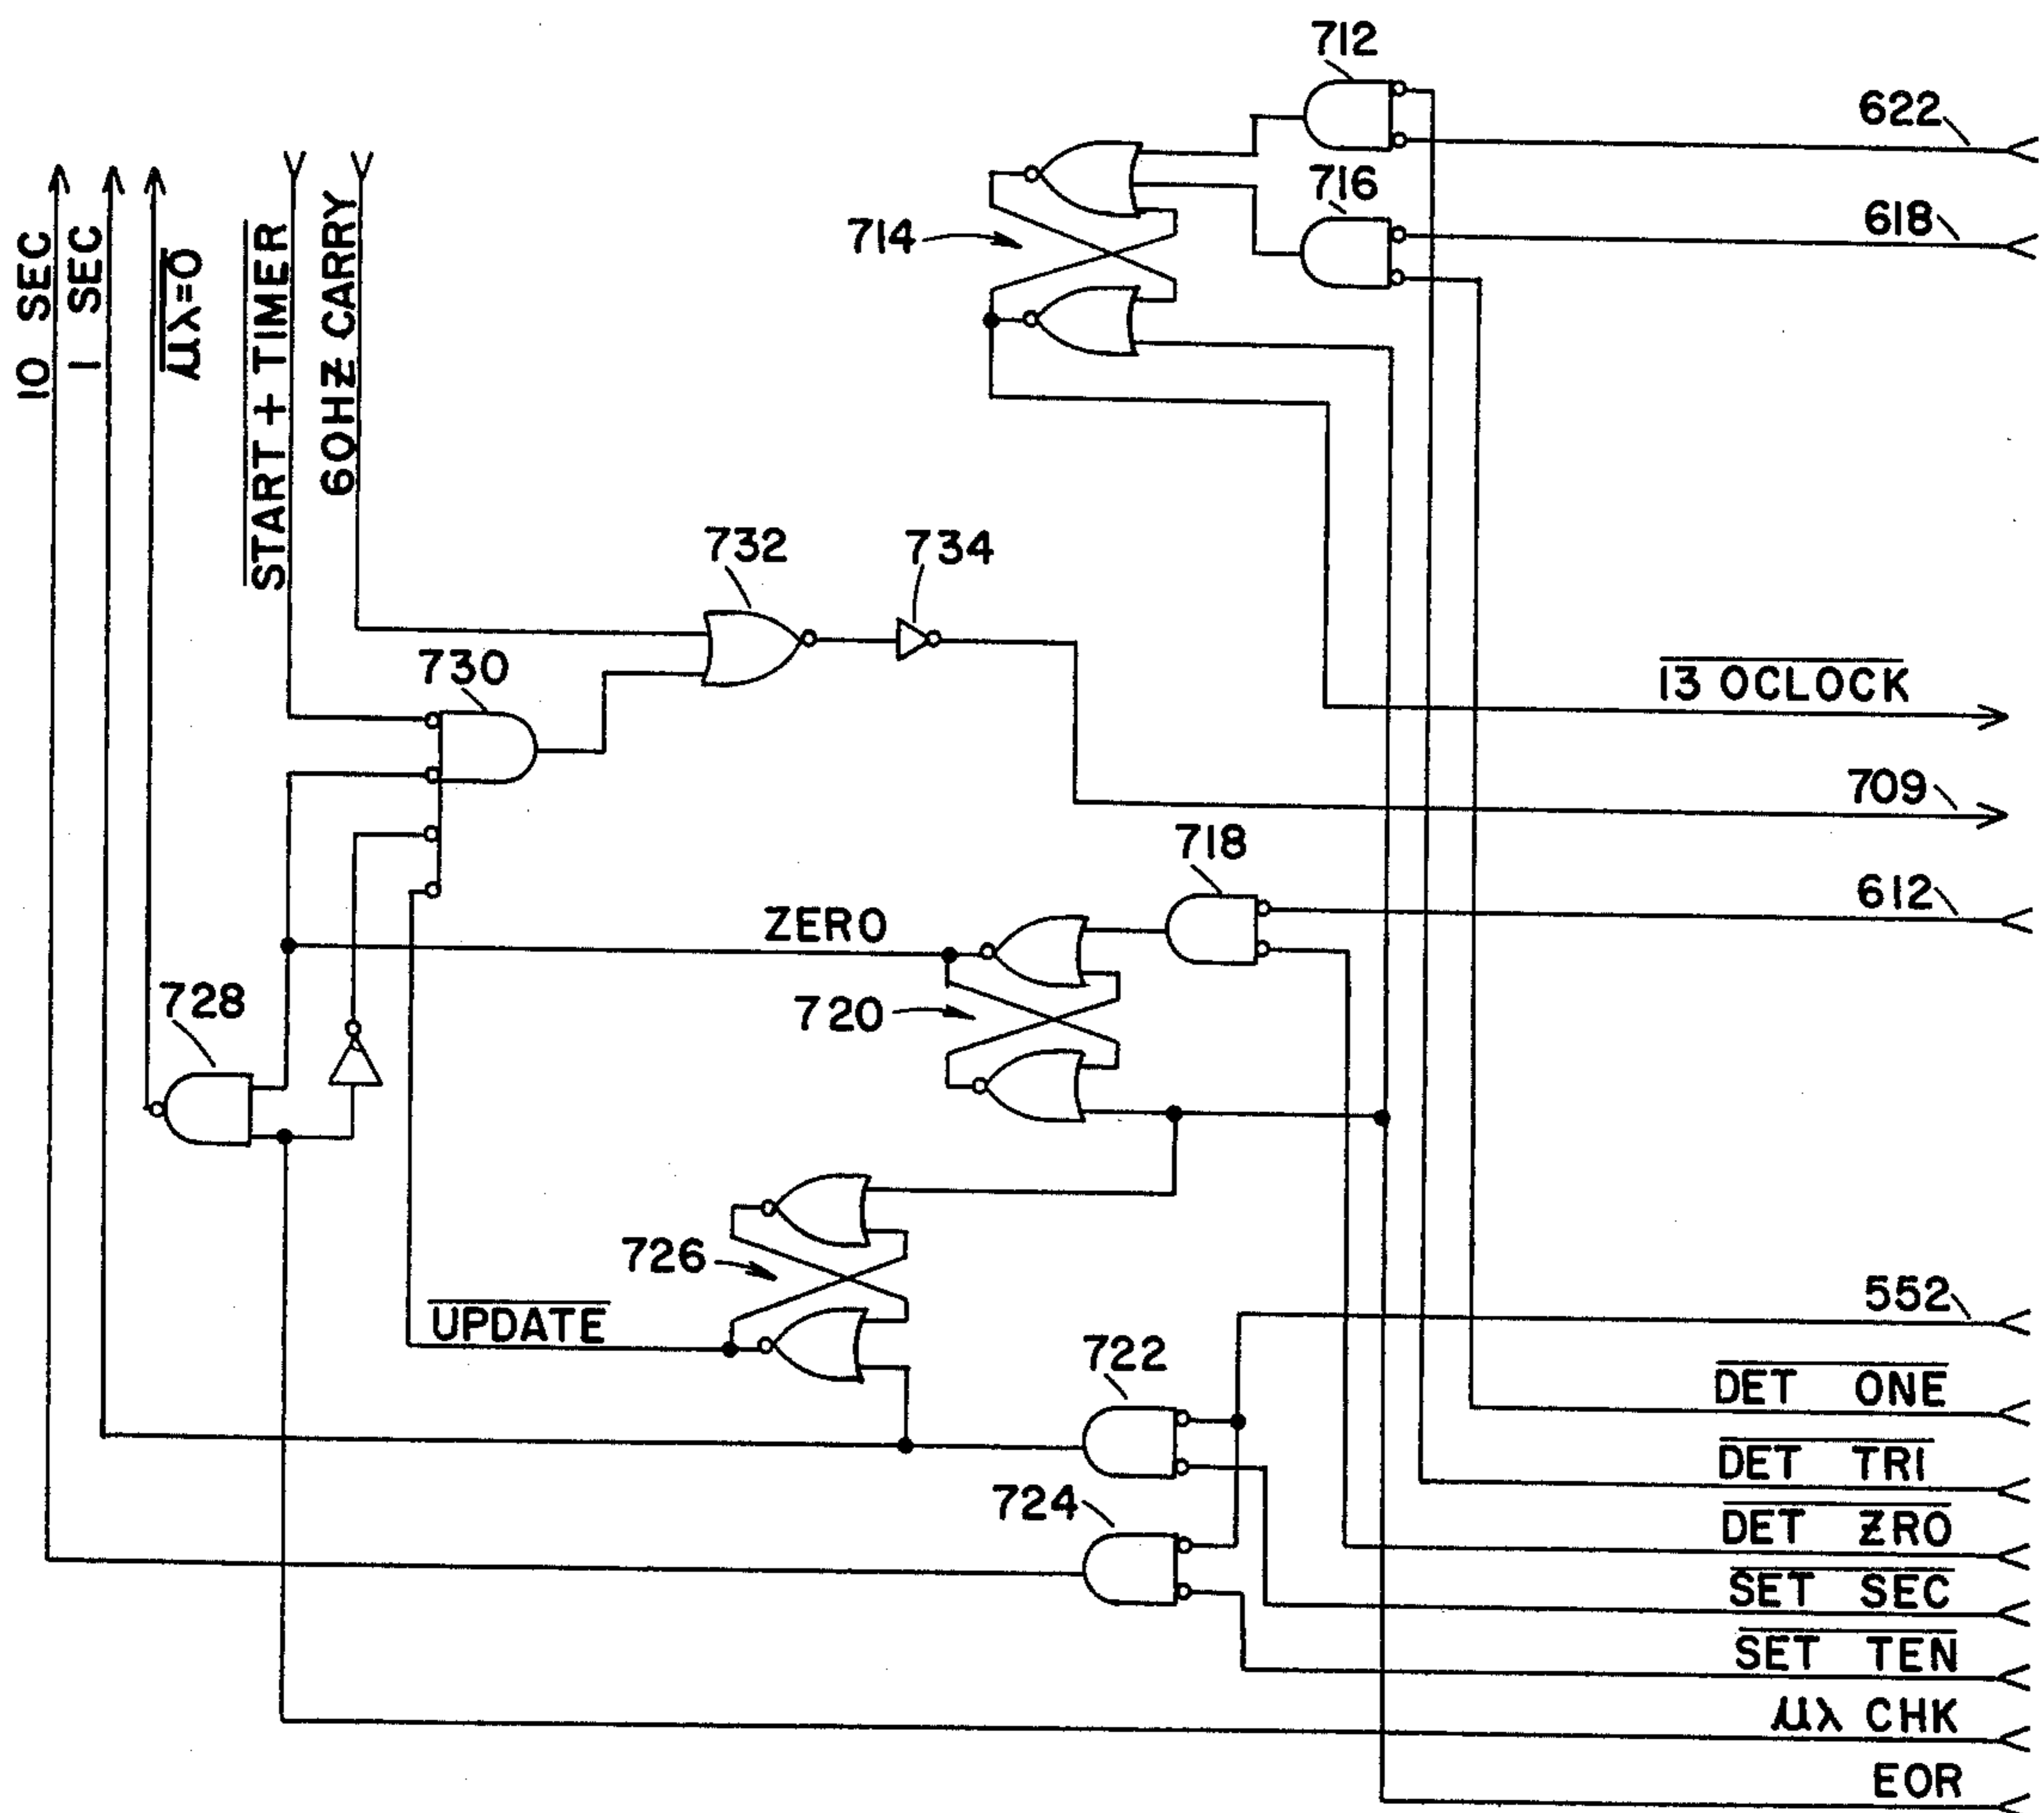 712
622
716
618
714
10 SEC
1 SEC
μλ=0
START + TIMER
60HZ CARRY
732
734
730
13 OCLOCK
709
718
612
ZERO
728
720
726
552
UPDATE
722
DET ONE
DET TRI
724
DET ZRO
SET SEC
SET TEN
μλ CHK
EOR